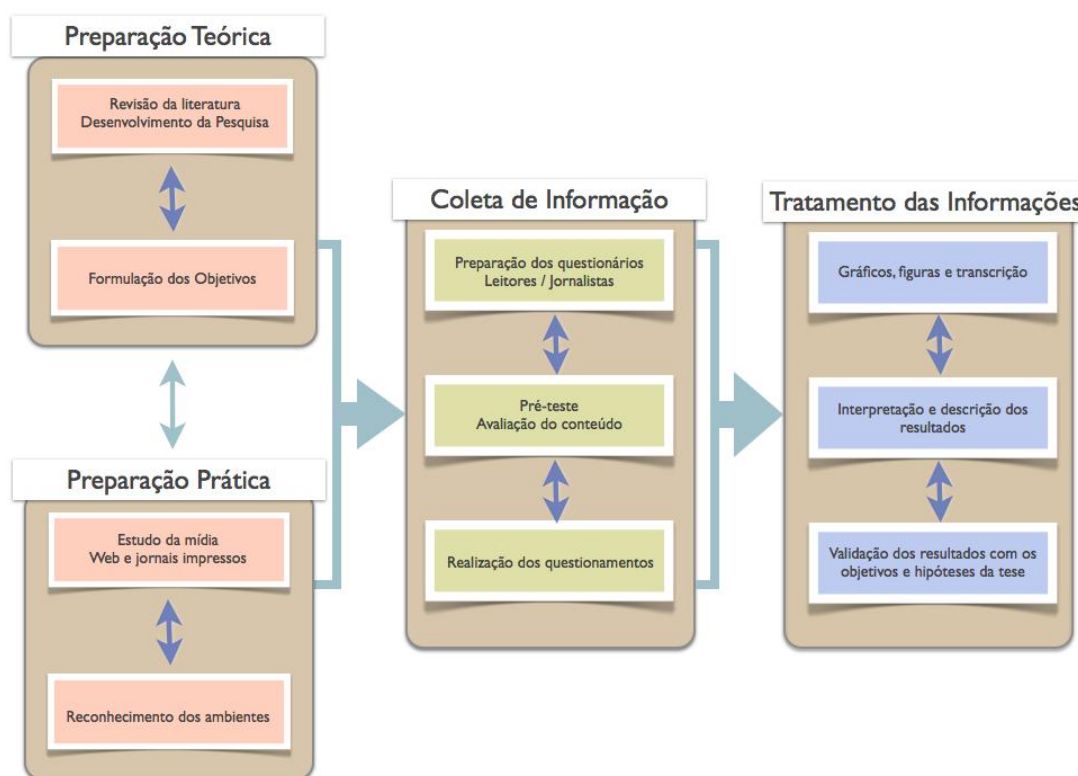 Preparação Teórica
Revisão da literatura
Desenvolvimento da Pesquisa
Formulação dos Objetivos
Preparação Prática
Estudo da mídia
Web e jornais impressos
Reconhecimento dos ambientes
Coleta de Informação
Preparação dos questionários
Leitores / Jornalistas
Pré-teste
Avaliação do conteúdo
Realização dos questionamentos
Tratamento das Informações
Gráficos, figuras e transcrição
Interpretação e descrição dos
resultados
Validação dos resultados com os
objetivos e hipóteses da tese